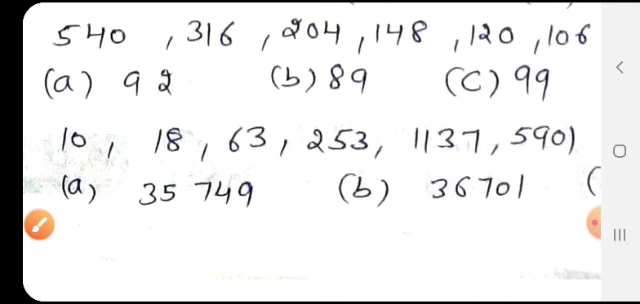 540 , 316 , 204 , 148 , 120 , 106
(a) 92 (b) 89 (c) 99
10 , 18 , 63 , 253 , 1137 , 5901
(a) 35749 (b) 36701 (